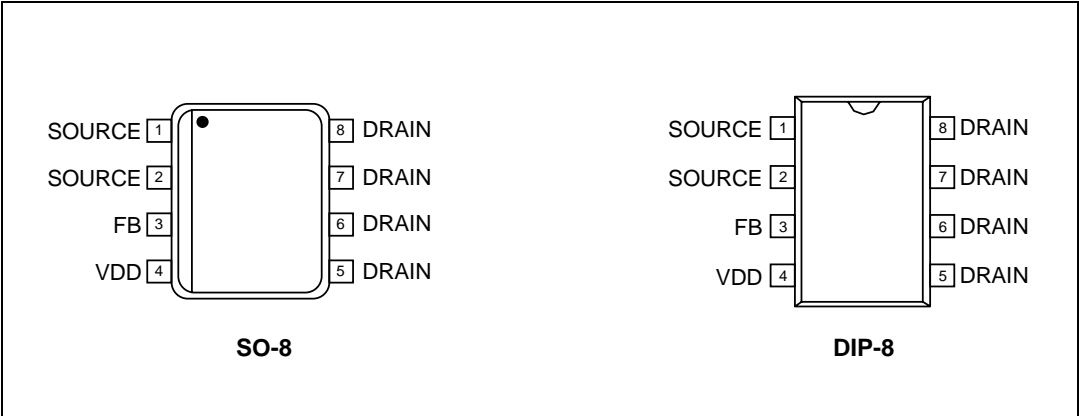 SOURCE 1 8 DRAIN
SOURCE 2 7 DRAIN
FB 3 6 DRAIN
VDD 4 5 DRAIN
SO-8
SOURCE 1 8 DRAIN
SOURCE 2 7 DRAIN
FB 3 6 DRAIN
VDD 4 5 DRAIN
DIP-8